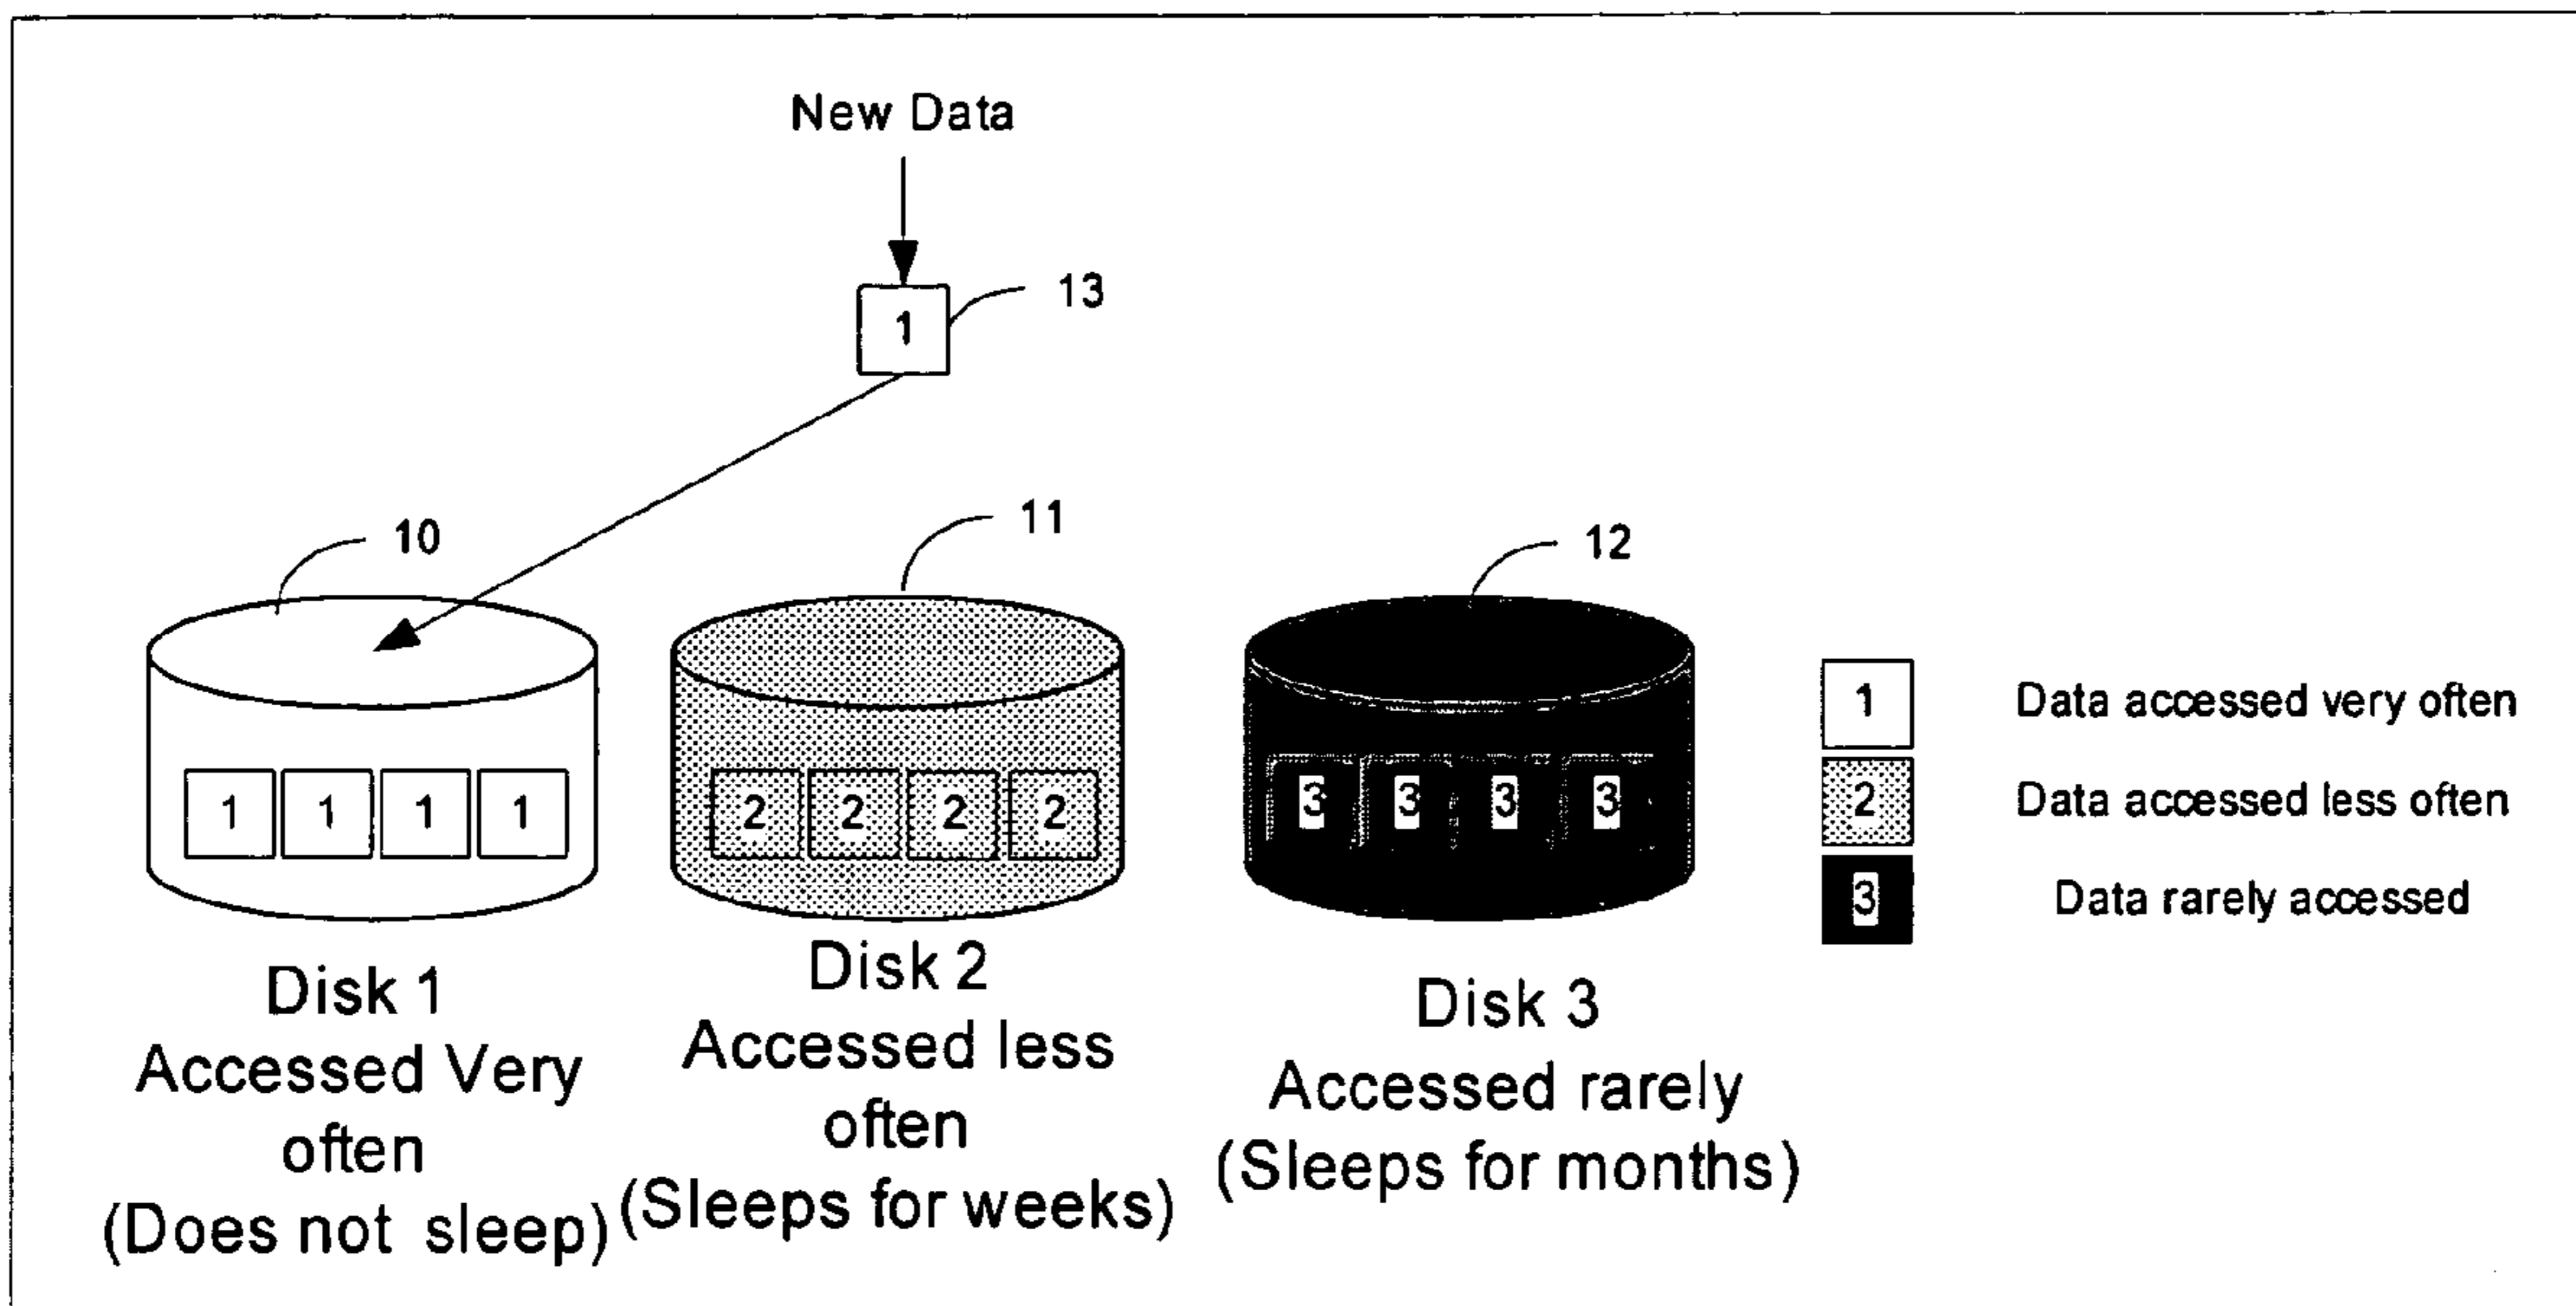 New Data
1
13
10
11
12
1 1 1 1
2 2 2 2
3 3 3 3
1 Data accessed very often
2 Data accessed less often
3 Data rarely accessed
Disk 1
Accessed Very
often
(Does not sleep)
Disk 2
Accessed less
often
(Sleeps for weeks)
Disk 3
Accessed rarely
(Sleeps for months)